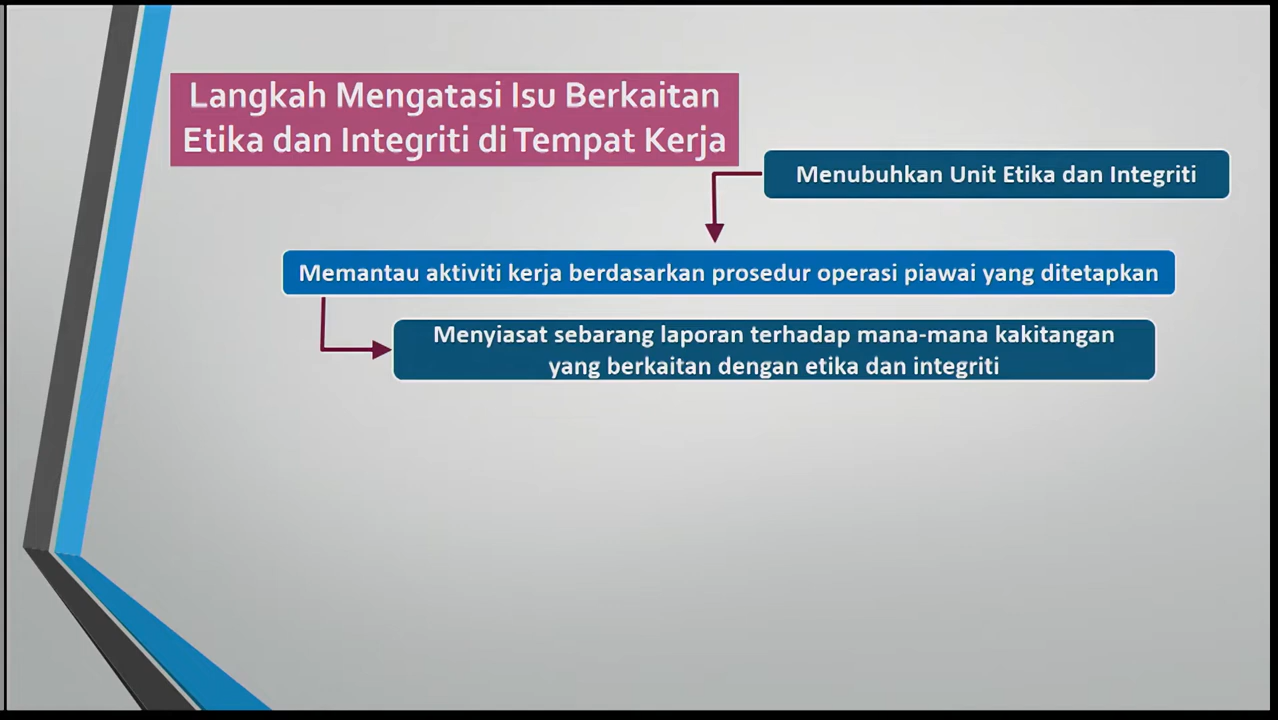 Langkah Mengatasi Isu Berkaitan
Etika dan Integriti di Tempat Kerja
Menubuhkan Unit Etika dan Integriti
Memantau aktiviti kerja berdasarkan prosedur operasi piawai yang ditetapkan
Menyiasat sebarang laporan terhadap mana-mana kakitangan
yang berkaitan dengan etika dan integriti